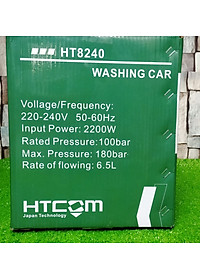 HT8240
WASHING CAR
Voltage/Frequency:
220-240V 50-60Hz
Input Power: 2200W
Rated Pressure: 100bar
Max. Pressure: 180bar
Rate of flowing: 6.5L
HTCOM
Japan Technology